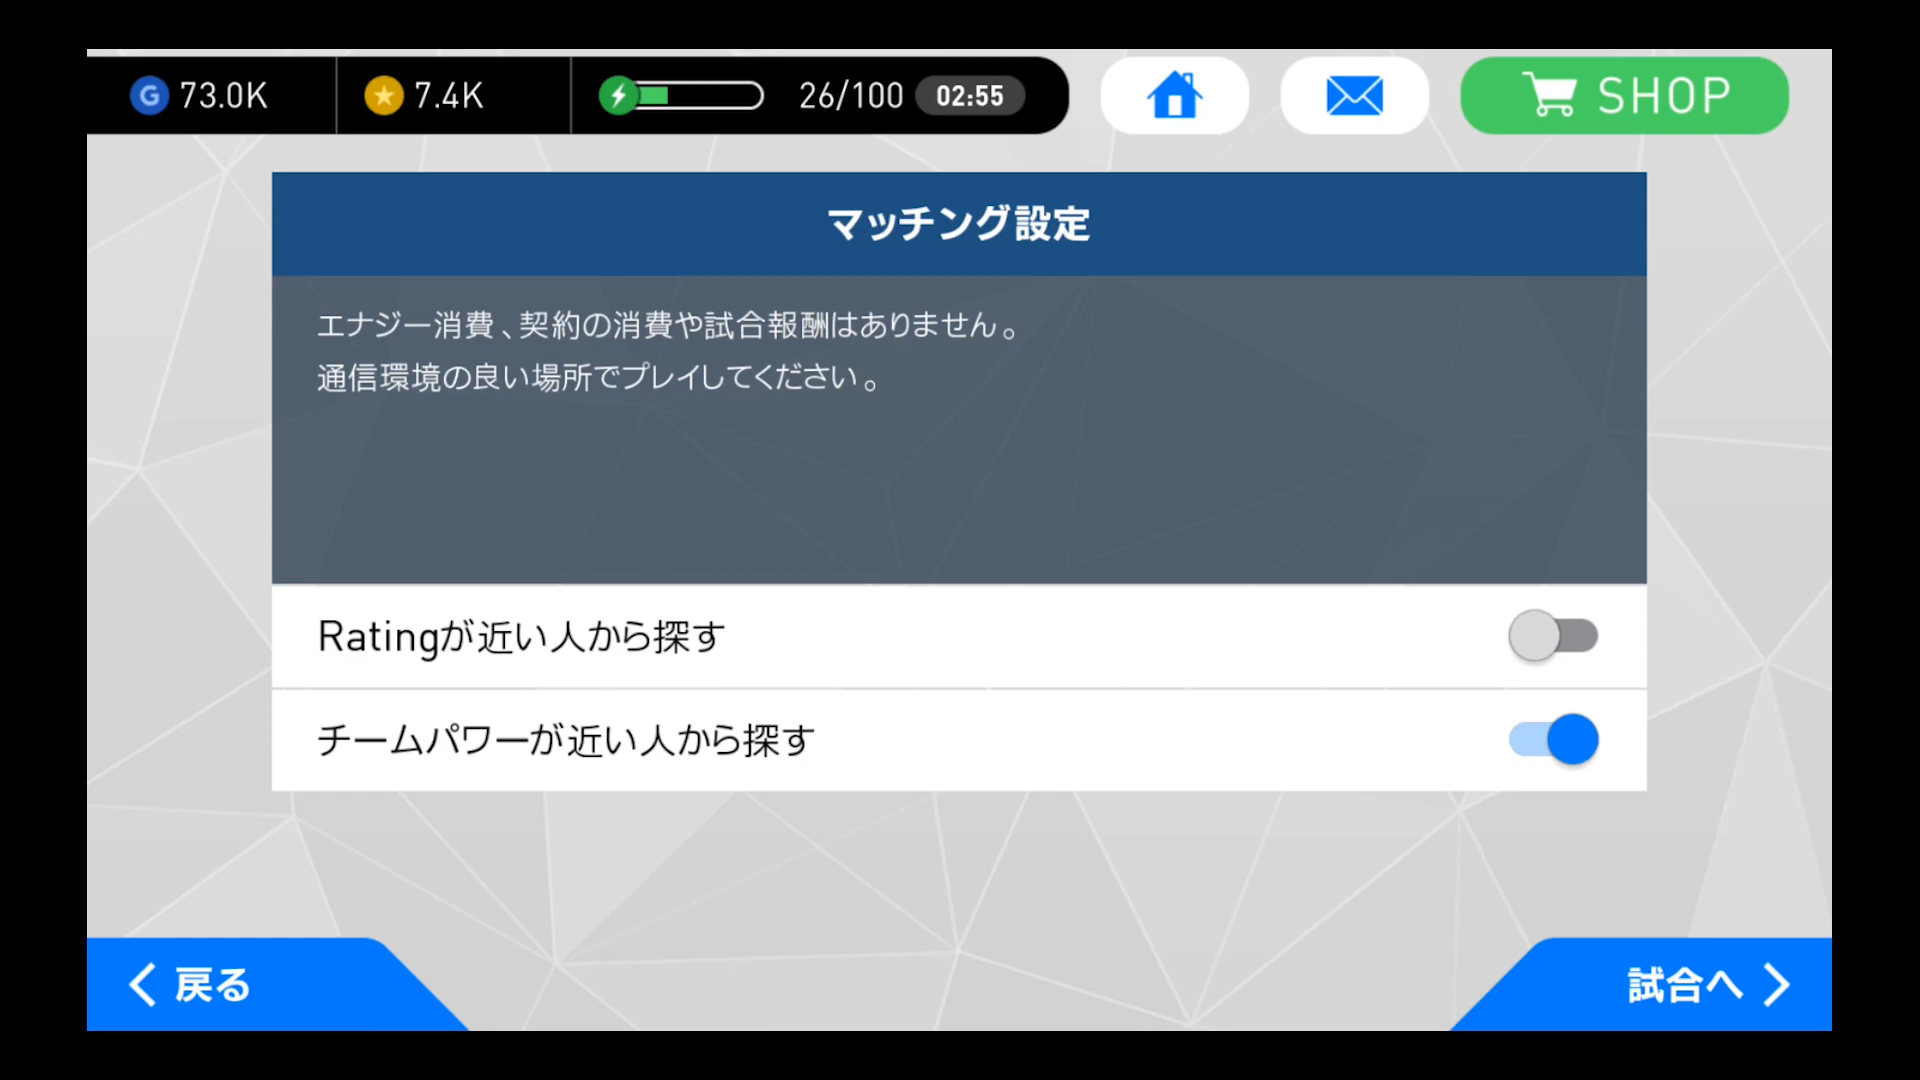 G 73.0K 7.4K 26/100 02:55 SHOP
マッチング設定
エナジー消費、契約の消費や試合報酬はありません。
通信環境の良い場所でプレイしてください。
Ratingが近い人から探す
チームパワーが近い人から探す
戻る 試合へ